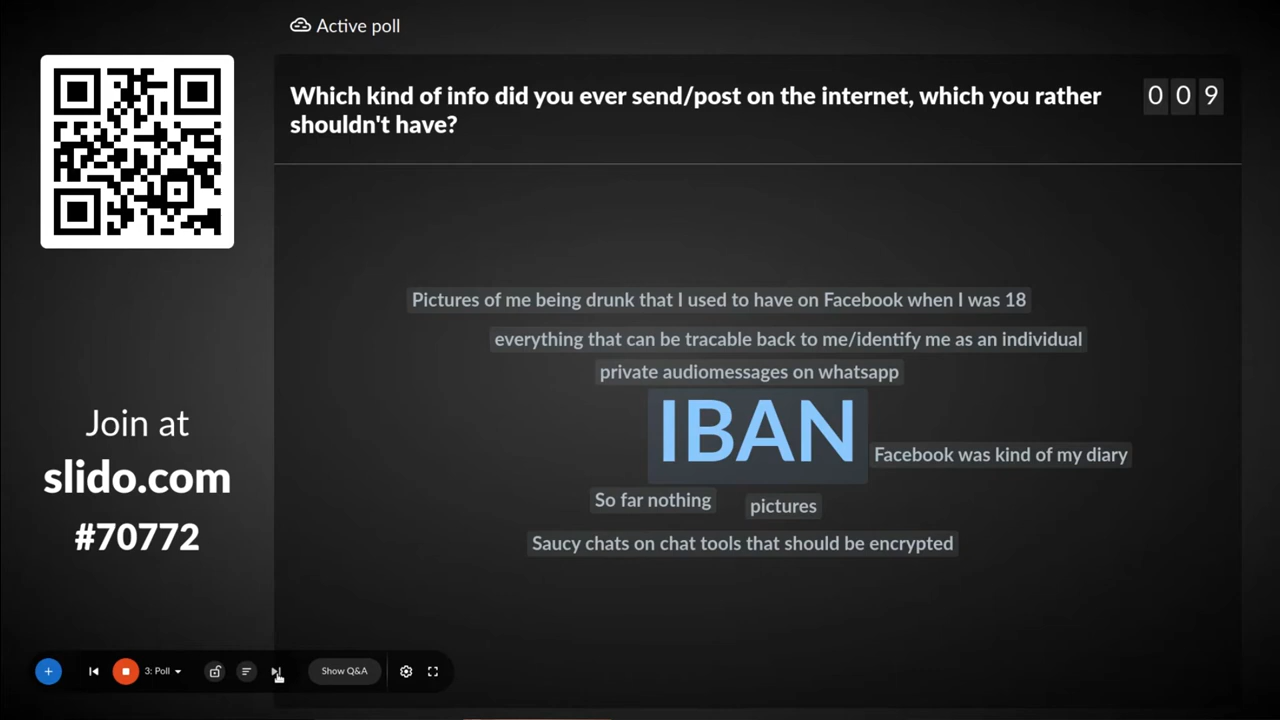 Active poll
Which kind of info did you ever send/post on the internet, which you rather
shouldn't have?
0 0 9
Pictures of me being drunk that I used to have on Facebook when I was 18
everything that can be tracable back to me/identify me as an individual
private audiomessages on whatsapp
IBAN
Facebook was kind of my diary
So far nothing
pictures
Saucy chats on chat tools that should be encrypted
Join at
slido.com
#70772
3: Poll
Show Q&A